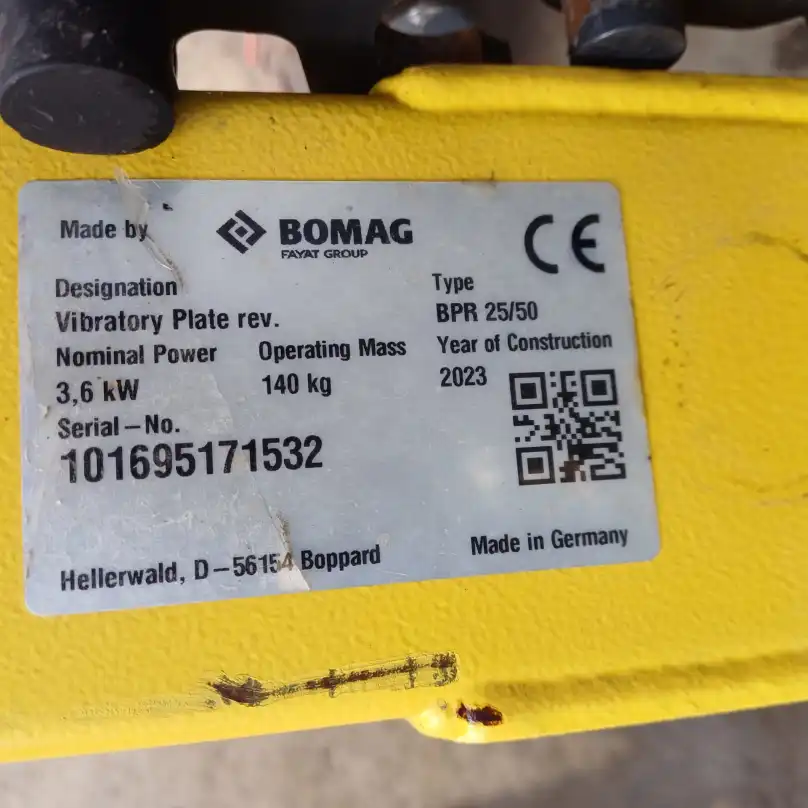 Made by BOMAG CE
FAYAT GROUP
Designation Type
Vibratory Plate rev. BPR 25/50
Nominal Power Operating Mass Year of Construction
3,6 kW 140 kg 2023
Serial-No.
101695171532
Hellerwald, D-56154 Boppard Made in Germany